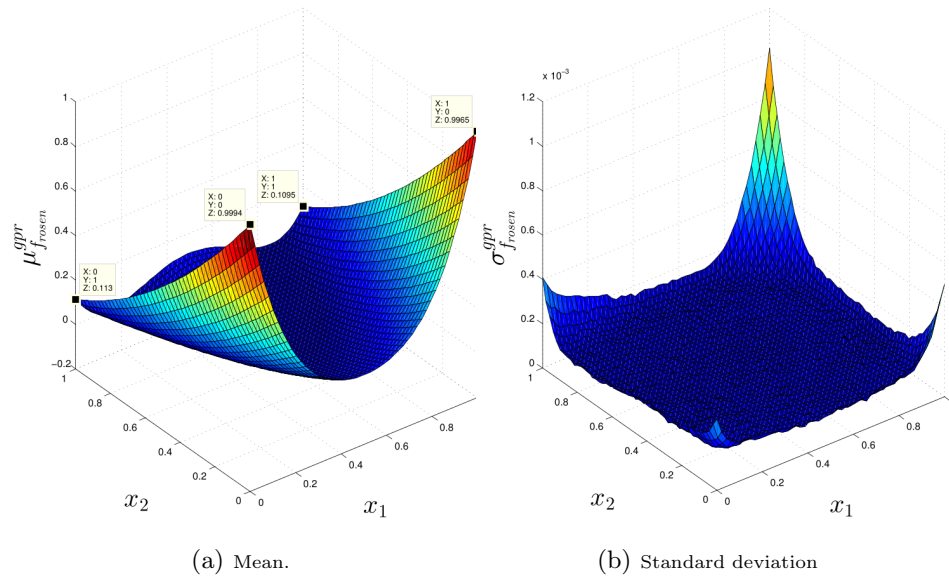 1
0.8
0.6
0.4
0.2
0
−0.2
μ^{gpr}_{f_{rosen}}
X: 0
Y: 1
Z: 0.113
X: 0
Y: 0
Z: 0.9994
X: 1
Y: 1
Z: 0.1095
X: 1
Y: 0
Z: 0.9965
1
0.8
0.6
0.4
0.2
0
x_2
0
0.2
0.4
0.6
0.8
x_1
(a) Mean.
x 10^{-3}
1.2
1
0.8
0.6
0.4
0.2
0
σ^{gpr}_{f_{rosen}}
1
0.8
0.6
0.4
0.2
0
x_2
0
0.2
0.4
0.6
0.8
x_1
(b) Standard deviation